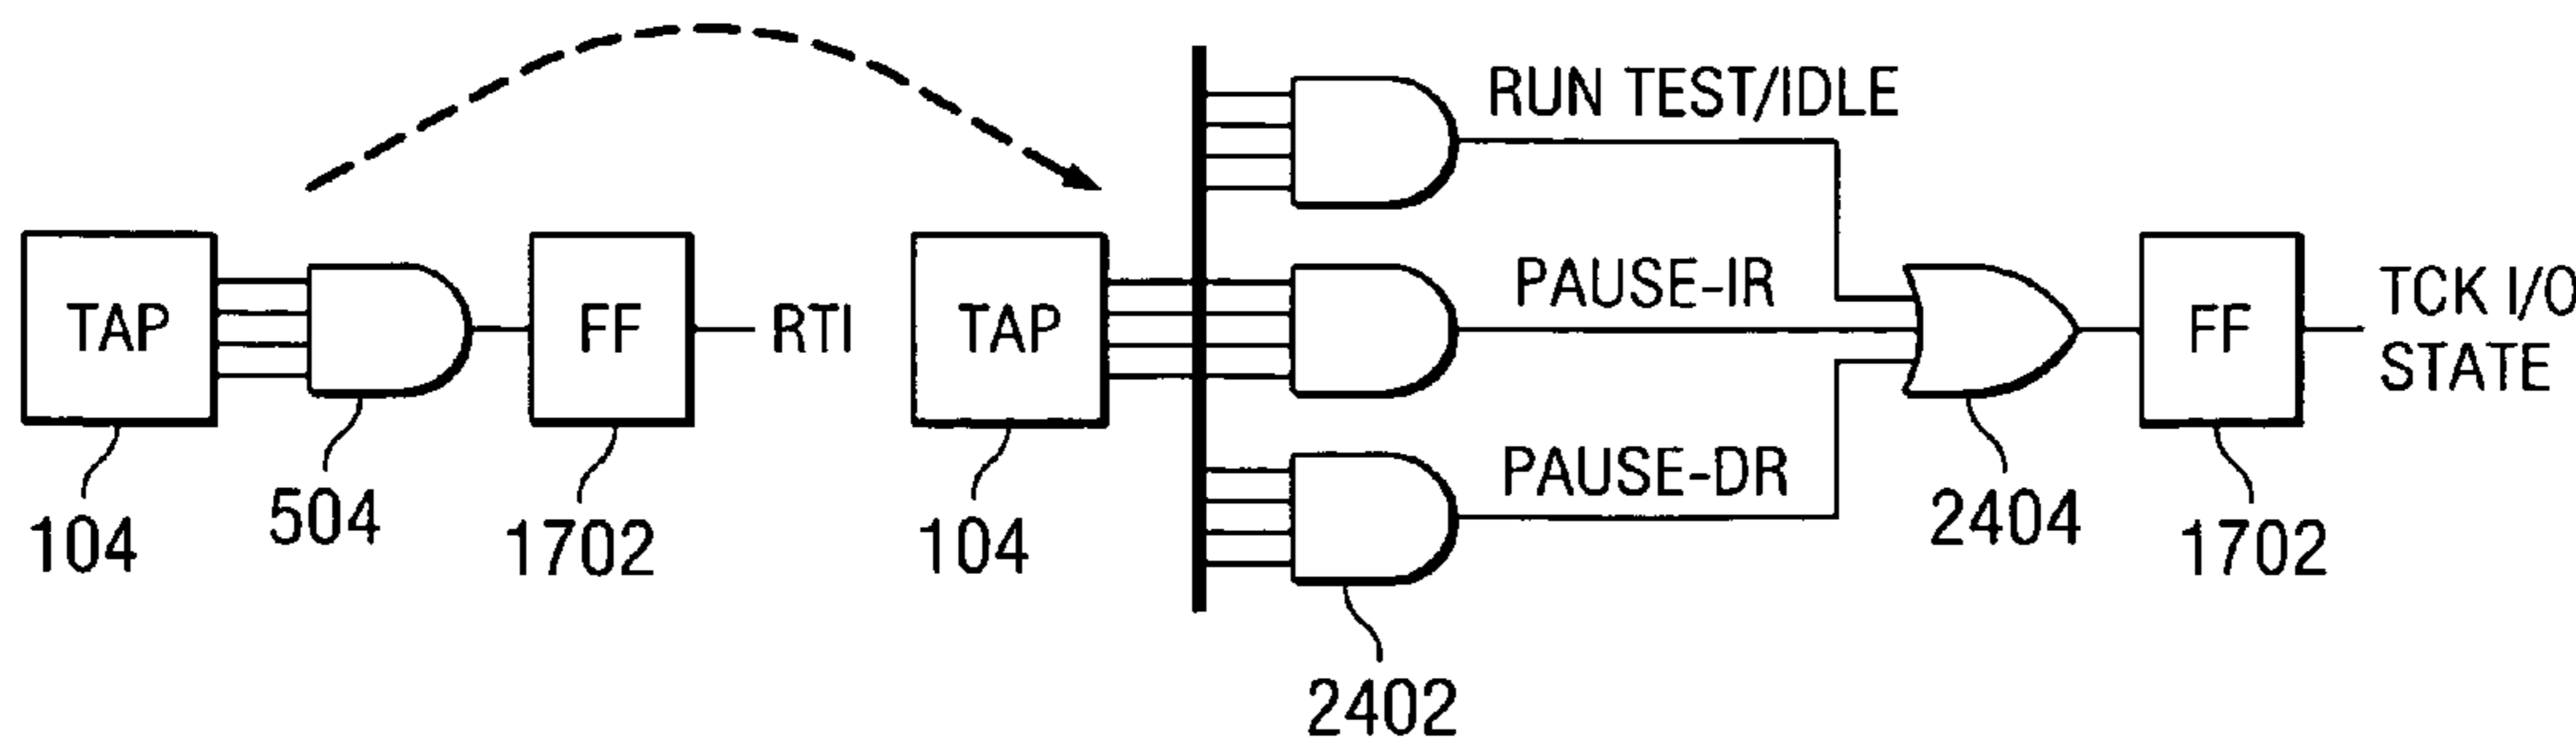 RUN TEST/IDLE
TAP
FF
RTI
TAP
PAUSE-IR
FF
TCK I/O
STATE
PAUSE-DR
104
504
1702
104
2402
2404
1702